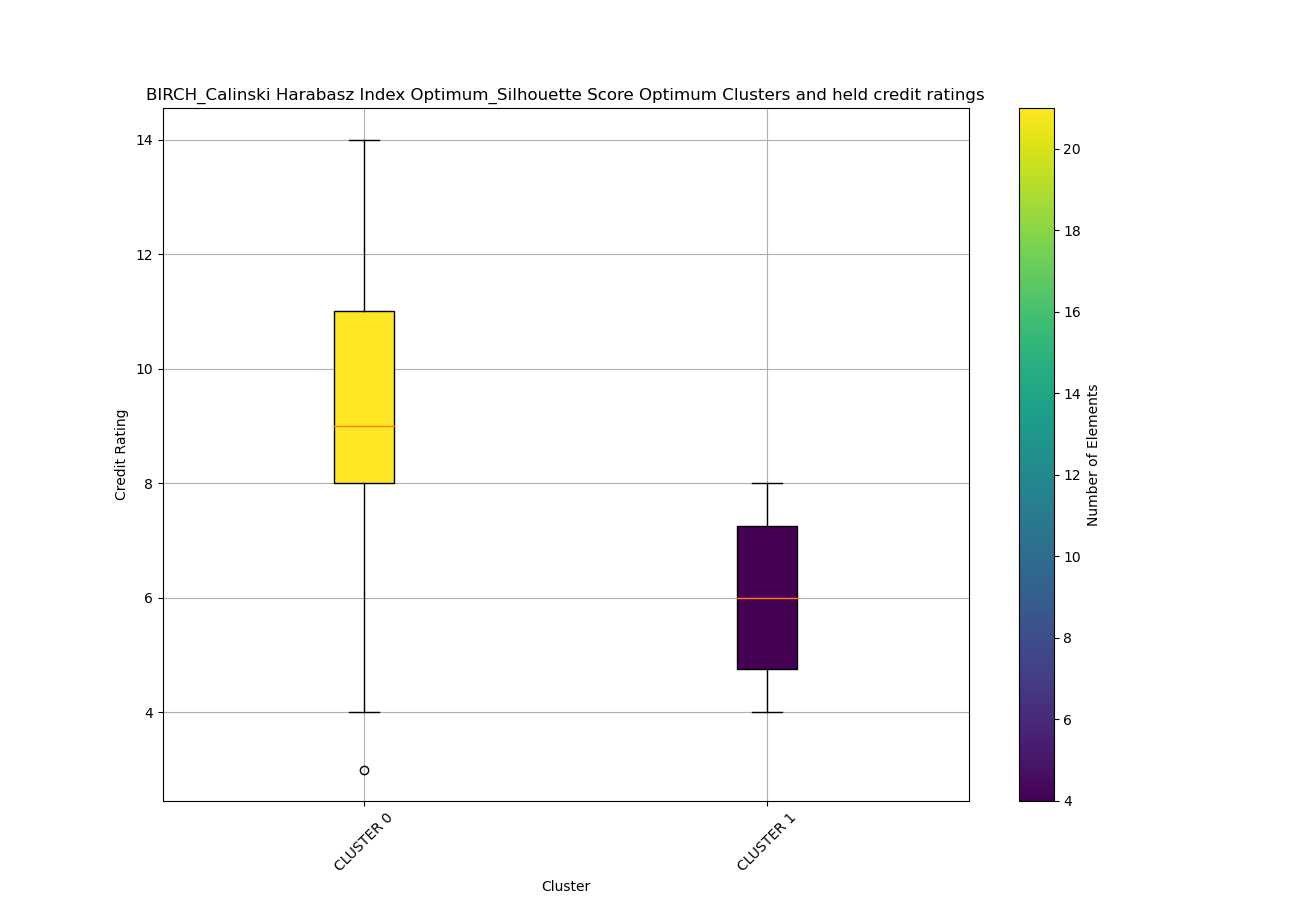 BIRCH_Calinski Harabasz Index Optimum_Silhouette Score Optimum Clusters and held credit ratings
14
12
10
8
6
4
Credit Rating
CLUSTER 0
CLUSTER 1
Cluster
20
18
16
14
12
10
8
6
4
Number of Elements